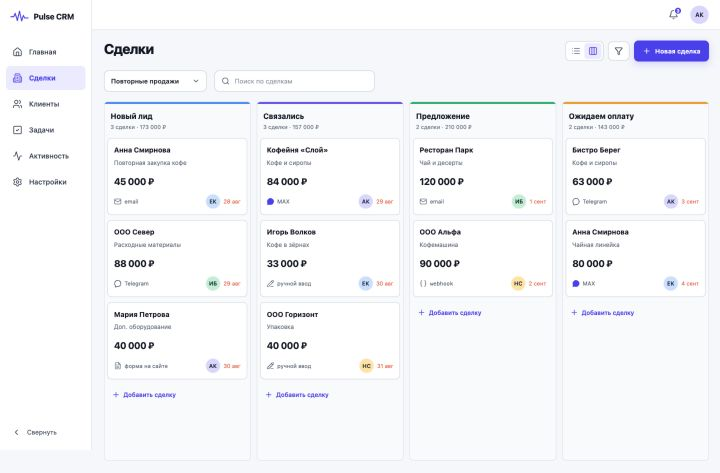 Pulse CRM
2
АК
Главная
Сделки
Клиенты
Задачи
Активность
Настройки
Свернуть
Сделки
Новая сделка
Повторные продажи
Поиск по сделкам
Новый лид
3 сделки · 173 000 ₽
Анна Смирнова
Повторная закупка кофе
45 000 ₽
email ЕК 28 авг
ООО Север
Расходные материалы
88 000 ₽
Telegram ИБ 29 авг
Мария Петрова
Доп. оборудование
40 000 ₽
форма на сайте АК 30 авг
Добавить сделку
Связались
3 сделки · 157 000 ₽
Кофейня «Слой»
Кофе и сиропы
84 000 ₽
MAX АК 29 авг
Игорь Волков
Кофе в зёрнах
33 000 ₽
ручной ввод ЕК 30 авг
ООО Горизонт
Упаковка
40 000 ₽
ручной ввод НС 31 авг
Добавить сделку
Предложение
2 сделки · 210 000 ₽
Ресторан Парк
Чай и десерты
120 000 ₽
email ИБ 1 сент
ООО Альфа
Кофемашина
90 000 ₽
webhook НС 2 сент
Добавить сделку
Ожидаем оплату
2 сделки · 143 000 ₽
Бистро Берег
Кофе и сиропы
63 000 ₽
Telegram АК 3 сент
Анна Смирнова
Чайная линейка
80 000 ₽
MAX ЕК 4 сент
Добавить сделку